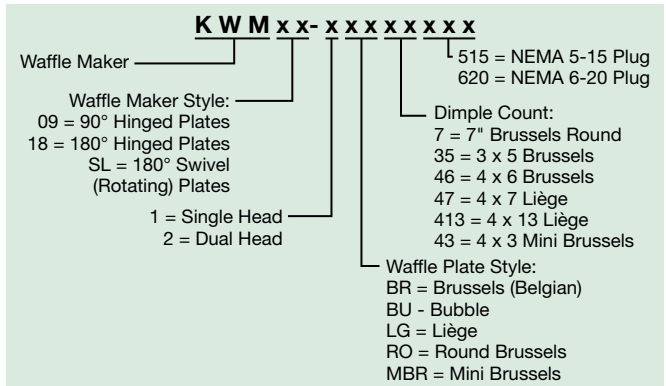 K W M x x - x x x x x x x x
Waffle Maker
515 = NEMA 5-15 Plug
620 = NEMA 6-20 Plug
Waffle Maker Style:
09 = 90° Hinged Plates
18 = 180° Hinged Plates
SL = 180° Swivel
(Rotating) Plates
Dimple Count:
7 = 7" Brussels Round
35 = 3 x 5 Brussels
46 = 4 x 6 Brussels
47 = 4 x 7 Liège
413 = 4 x 13 Liège
43 = 4 x 3 Mini Brussels
1 = Single Head
2 = Dual Head
Waffle Plate Style:
BR = Brussels (Belgian)
BU - Bubble
LG = Liège
RO = Round Brussels
MBR = Mini Brussels